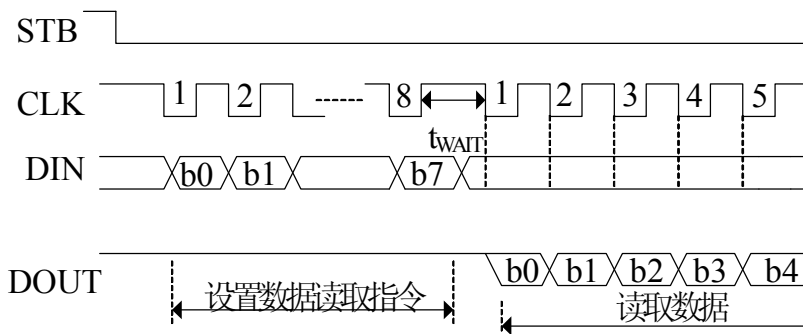 STB
CLK 1 2 8 1 2 3 4 5
tWAIT
DIN b0 b1 b7
DOUT b0 b1 b2 b3 b4
设置数据读取指令 读取数据